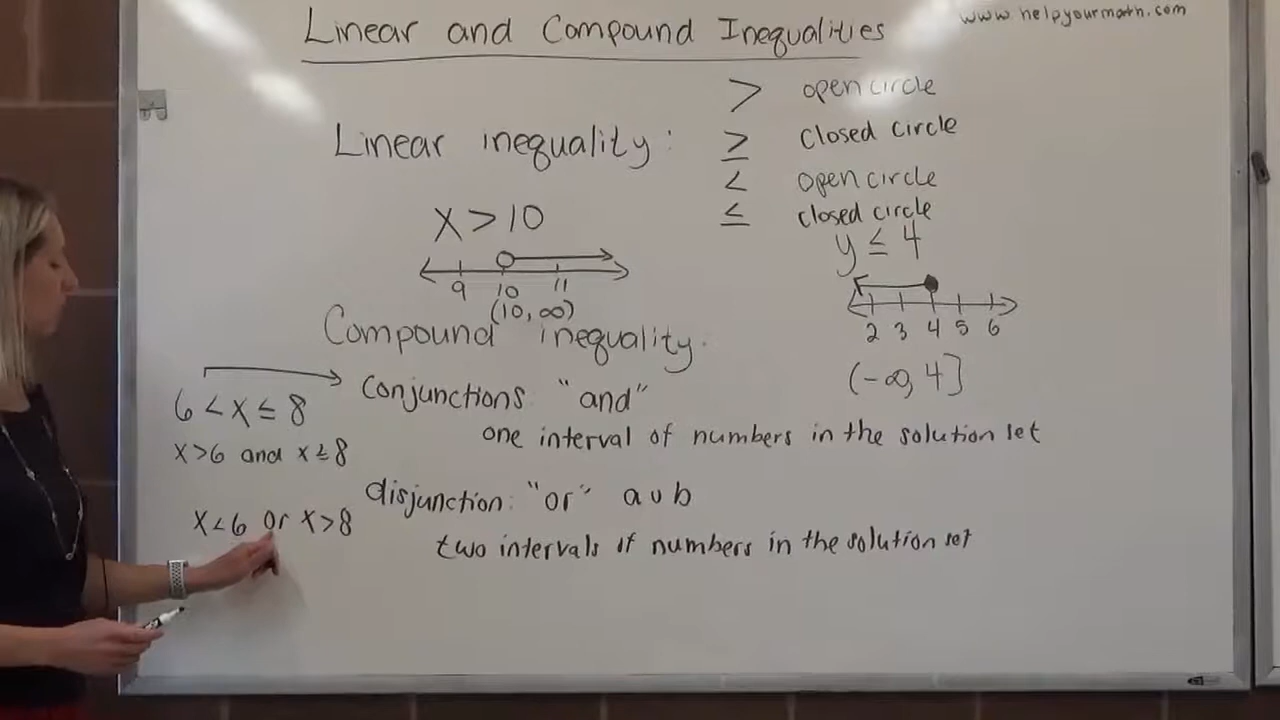 Linear and Compound Inequalities
www.helpyourmath.com
> open circle
Linear inequality: ≥ closed circle
< open circle
≤ closed circle
x > 10
y ≤ 4
9 10 11
(10, ∞)
2 3 4 5 6
(-∞, 4]
Compound inequality.
6 < x ≤ 8
conjunctions: "and"
one interval of numbers in the solution set
x>6 and x≤8
disjunction: "or" a ∪ b
x<6 or x>8
two intervals of numbers in the solution set